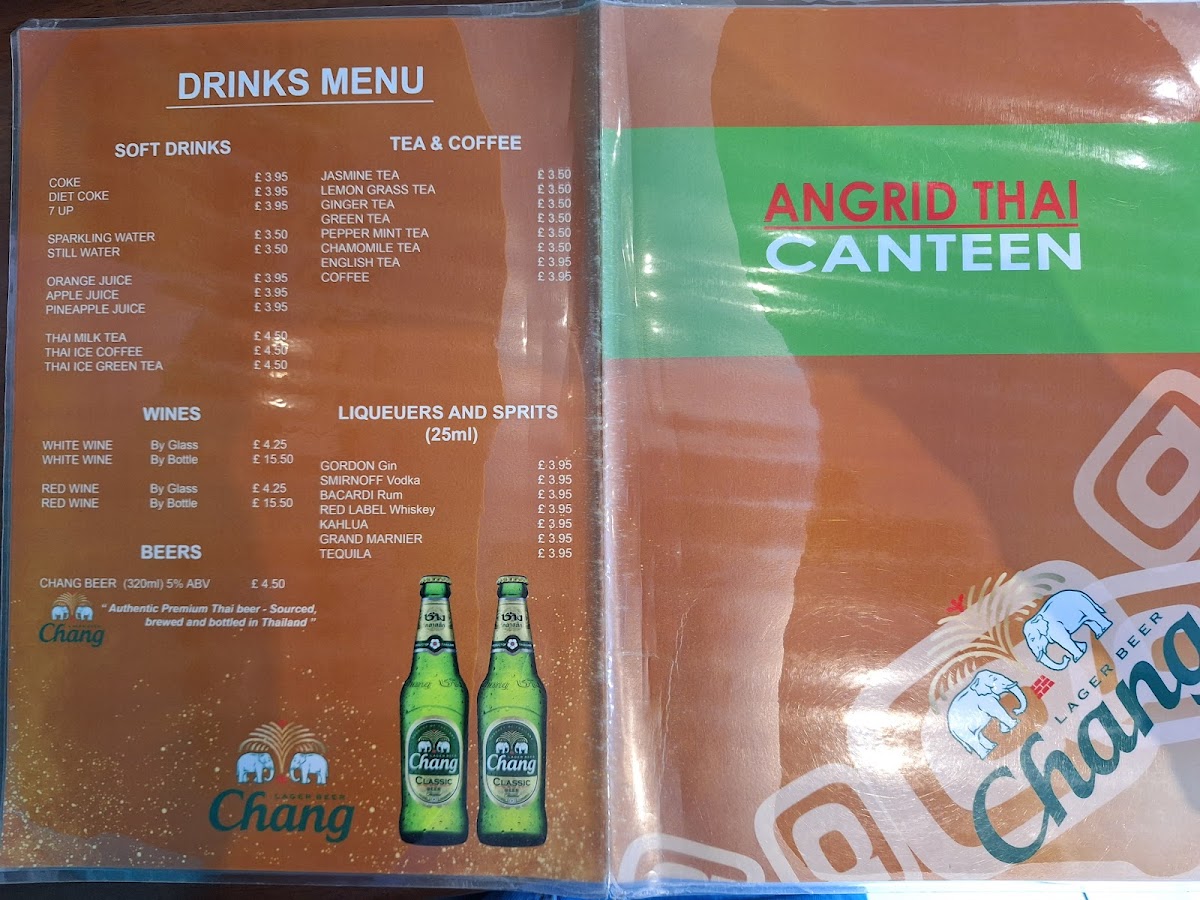 DRINKS MENU
SOFT DRINKS
COKE £ 3.95
DIET COKE £ 3.95
7 UP £ 3.95
SPARKLING WATER £ 3.50
STILL WATER £ 3.50
ORANGE JUICE £ 3.95
APPLE JUICE £ 3.95
PINEAPPLE JUICE £ 3.95
THAI MILK TEA £ 4.50
THAI ICE COFFEE £ 4.50
THAI ICE GREEN TEA £ 4.50
TEA & COFFEE
JASMINE TEA £ 3.50
LEMON GRASS TEA £ 3.50
GINGER TEA £ 3.50
GREEN TEA £ 3.50
PEPPER MINT TEA £ 3.50
CHAMOMILE TEA £ 3.50
ENGLISH TEA £ 3.95
COFFEE £ 3.95
WINES
WHITE WINE By Glass £ 4.25
WHITE WINE By Bottle £ 15.50
RED WINE By Glass £ 4.25
RED WINE By Bottle £ 15.50
LIQUEUERS AND SPRITS
(25ml)
GORDON Gin £ 3.95
SMIRNOFF Vodka £ 3.95
BACARDI Rum £ 3.95
RED LABEL Whiskey £ 3.95
KAHLUA £ 3.95
GRAND MARNIER £ 3.95
TEQUILA £ 3.95
BEERS
CHANG BEER (320ml) 5% ABV £ 4.50
Chang
“ Authentic Premium Thai beer - Sourced,
brewed and bottled in Thailand ”
LAGER BEER
Chang
ช้าง
Chang
CLASSIC
BEER
ช้าง
Chang
CLASSIC
BEER
ANGRID THAI
CANTEEN
LAGER BEER
Chang